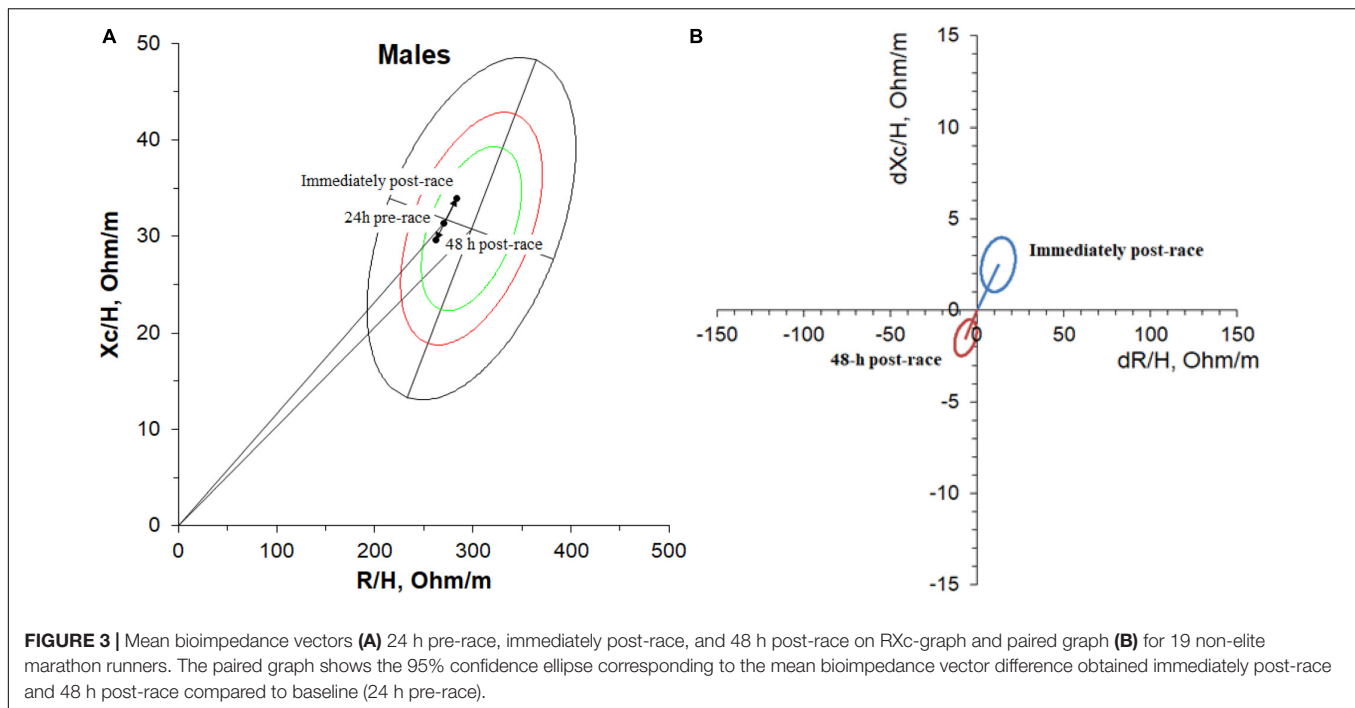 A
Males
50
40
30
20
10
0
Xc/H, Ohm/m
Immediately post-race
24h pre-race
48 h post-race
0 100 200 300 400 500
R/H, Ohm/m
B
dXc/H, Ohm/m
15
10
5
0
-5
-10
-15
Immediately post-race
-150 -100 -50 0 50 100 150
48-h post-race
dR/H, Ohm/m
FIGURE 3 | Mean bioimpedance vectors (A) 24 h pre-race, immediately post-race, and 48 h post-race on RXc-graph and paired graph (B) for 19 non-elite
marathon runners. The paired graph shows the 95% confidence ellipse corresponding to the mean bioimpedance vector difference obtained immediately post-race
and 48 h post-race compared to baseline (24 h pre-race).